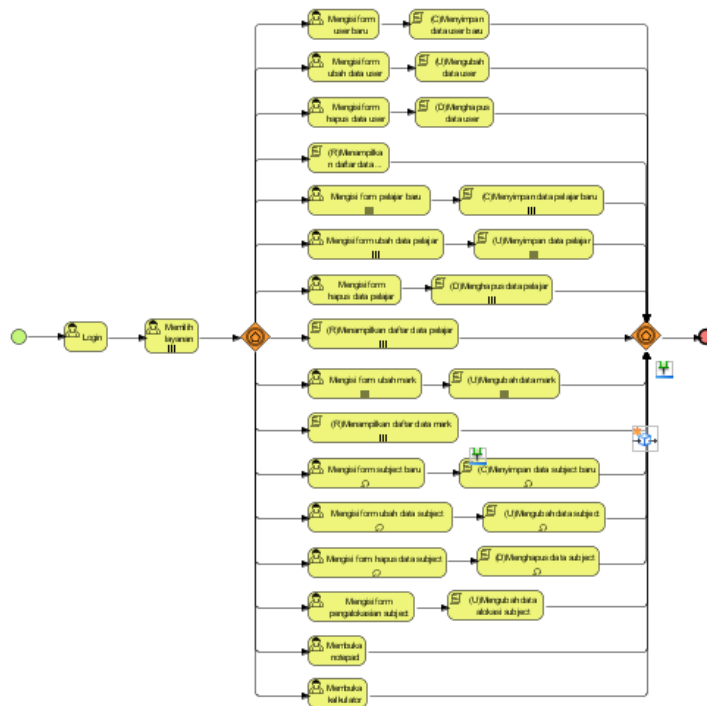 Mengisi form
user baru
(C)Menyimpan
data user baru
Mengisi form
ubah data user
(U)Mengubah
data user
Mengisi form
hapus data user
(D)Menghapus
data user
(R)Menampilka
n daftar data ...
Mengisi form pelajar baru
(C)Menyimpan data pelajar baru
Mengisi form ubah data pelajar
(U)Menyimpan data pelajar
Mengisi form
hapus data pelajar
(D)Menghapus data pelajar
Login
Memilih
layanan
(R)Menampilkan daftar data pelajar
Mengisi form ubah mark
(U)Mengubah data mark
(R)Menampilkan daftar data mark
Mengisi form subject baru
(C)Menyimpan data subject baru
Mengisi form ubah data subject
(U)Mengubah data subject
Mengisi form hapus data subject
(D)Menghapus data subject
Mengisi form
pengalokasian subject
(U)Mengubah data
alokasi subject
Membuka
notepad
Membuka
kalkulator